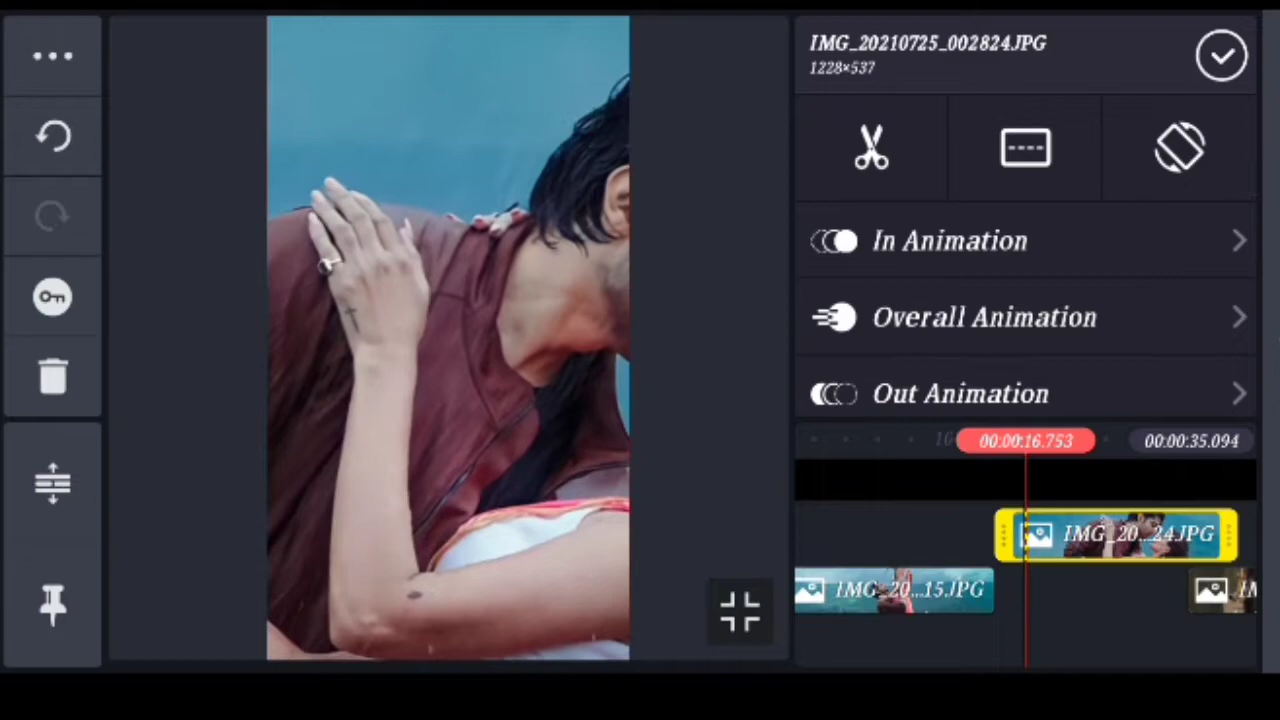 IMG_20210725_002824.JPG
1228×537
In Animation
Overall Animation
Out Animation
00:00:16.753
00:00:35.094
IMG_20...24.JPG
IMG_20...15.JPG